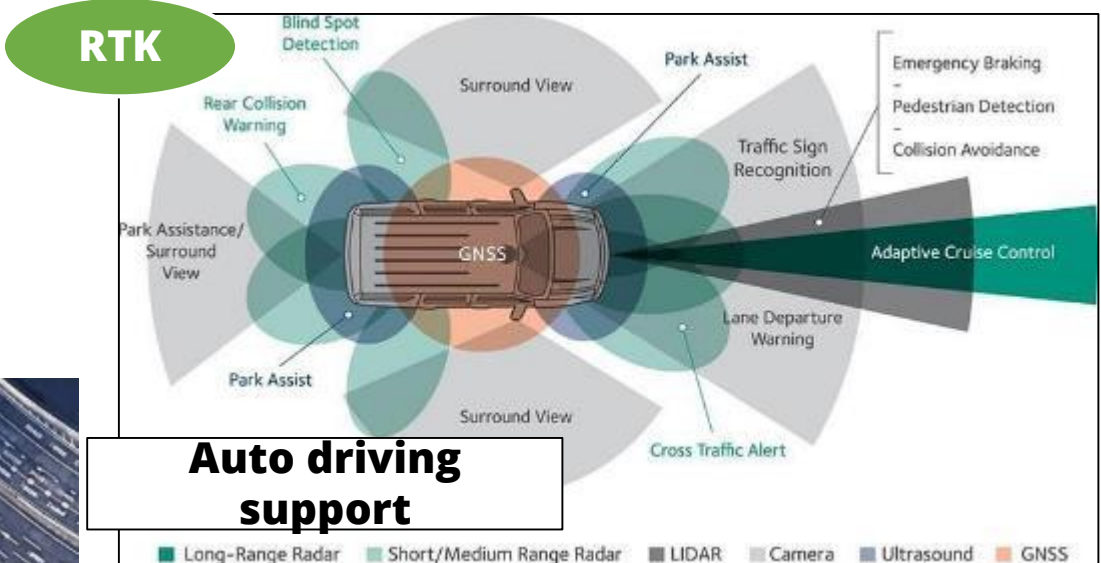 RTK
Blind Spot
Detection
Surround View
Park Assist
Emergency Braking
-
Pedestrian Detection
-
Collision Avoidance
Rear Collision
Warning
Traffic Sign
Recognition
Park Assistance/
Surround
View
GNSS
Adaptive Cruise Control
Lane Departure
Warning
Park Assist
Surround View
Cross Traffic Alert
Auto driving
support
Long-Range Radar
Short/Medium Range Radar
LIDAR
Camera
Ultrasound
GNSS